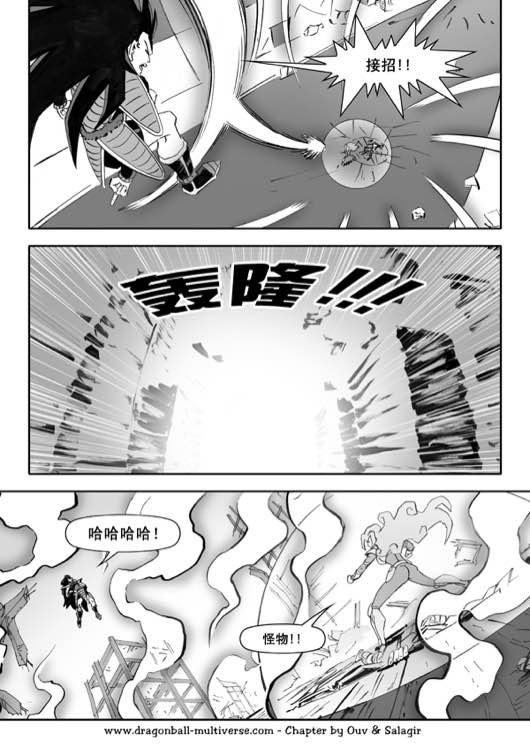 接招!!
轰隆!!!
哈哈哈哈!
怪物!!
www.dragonball-multiverse.com - Chapter by Ouv & Salagir